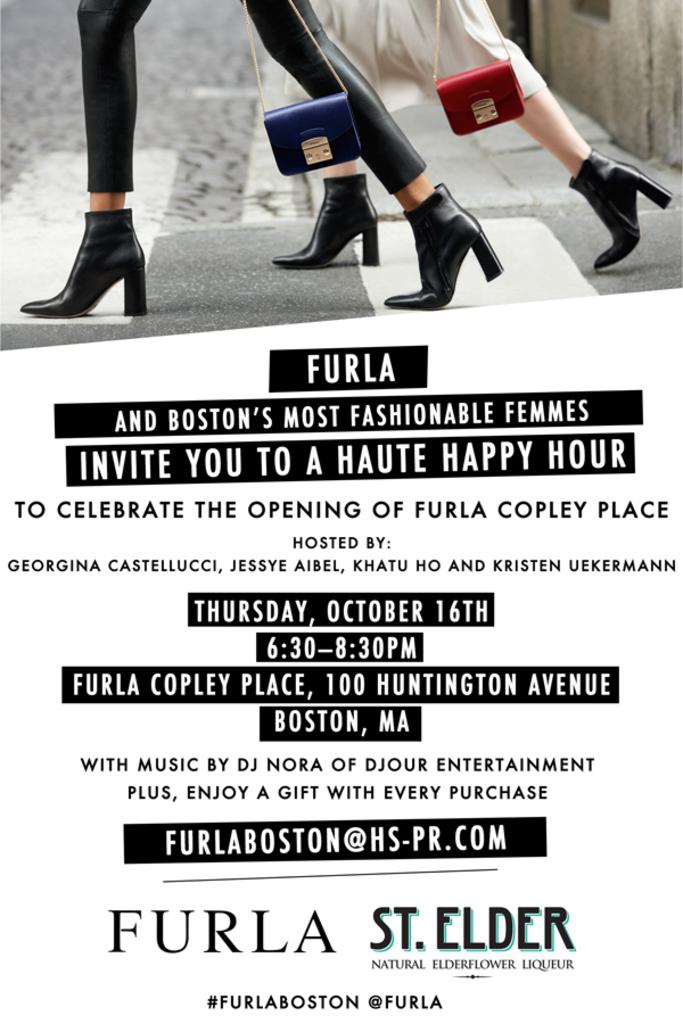 FURLA
AND BOSTON'S MOST FASHIONABLE FEMMES
INVITE YOU TO A HAUTE HAPPY HOUR
TO CELEBRATE THE OPENING OF FURLA COPLEY PLACE
HOSTED BY:
GEORGINA CASTELLUCCI, JESSYE AIBEL, KHATU HO AND KRISTEN UEKERMANN
THURSDAY, OCTOBER 16TH
6:30–8:30PM
FURLA COPLEY PLACE, 100 HUNTINGTON AVENUE
BOSTON, MA
WITH MUSIC BY DJ NORA OF DJOUR ENTERTAINMENT
PLUS, ENJOY A GIFT WITH EVERY PURCHASE
FURLABOSTON@HS-PR.COM
FURLA
ST. ELDER
NATURAL ELDERFLOWER LIQUEUR
#FURLABOSTON @FURLA